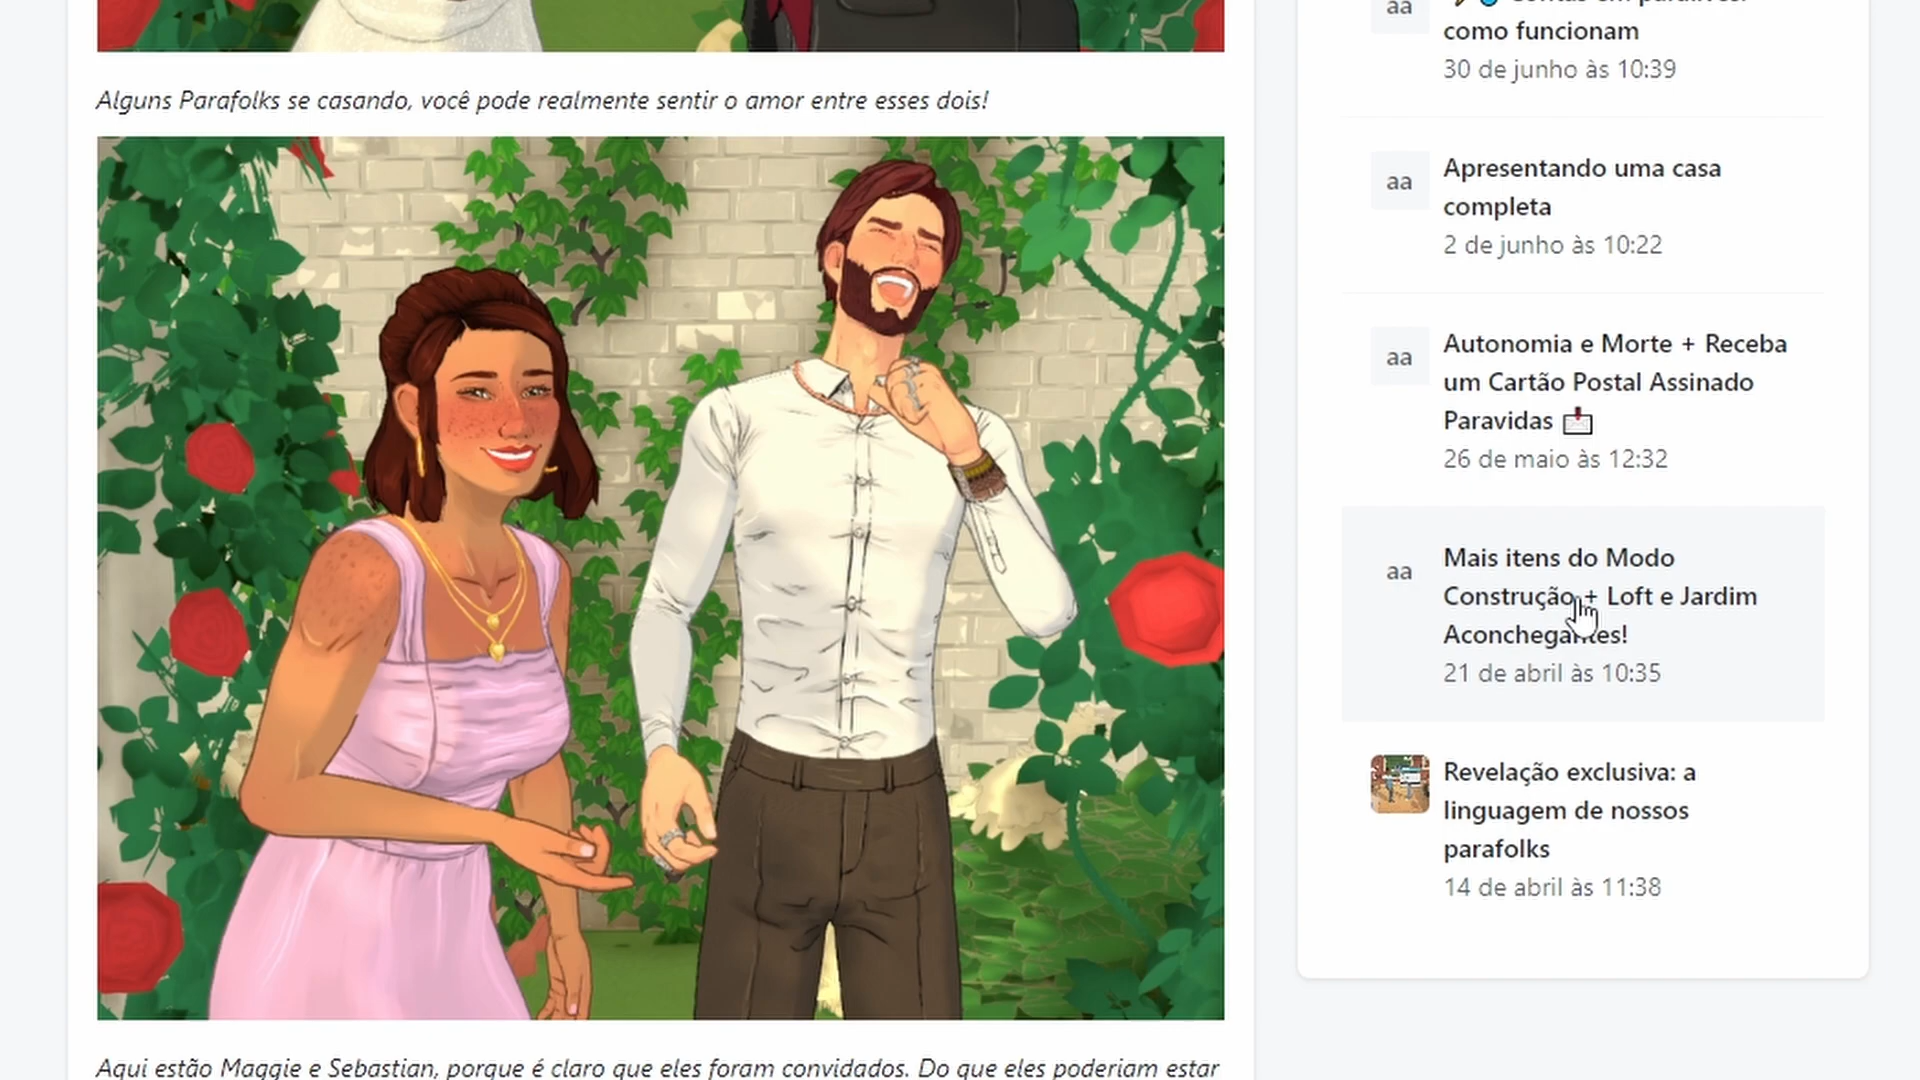 Alguns Parafolks se casando, você pode realmente sentir o amor entre esses dois!
Aqui estão Maggie e Sebastian, porque é claro que eles foram convidados. Do que eles poderiam estar
aa
como funcionam
30 de junho às 10:39
aa
Apresentando uma casa
completa
2 de junho às 10:22
aa
Autonomia e Morte + Receba
um Cartão Postal Assinado
Paravidas
26 de maio às 12:32
aa
Mais itens do Modo
Construção + Loft e Jardim
Aconchegantes!
21 de abril às 10:35
Revelação exclusiva: a
linguagem de nossos
parafolks
14 de abril às 11:38